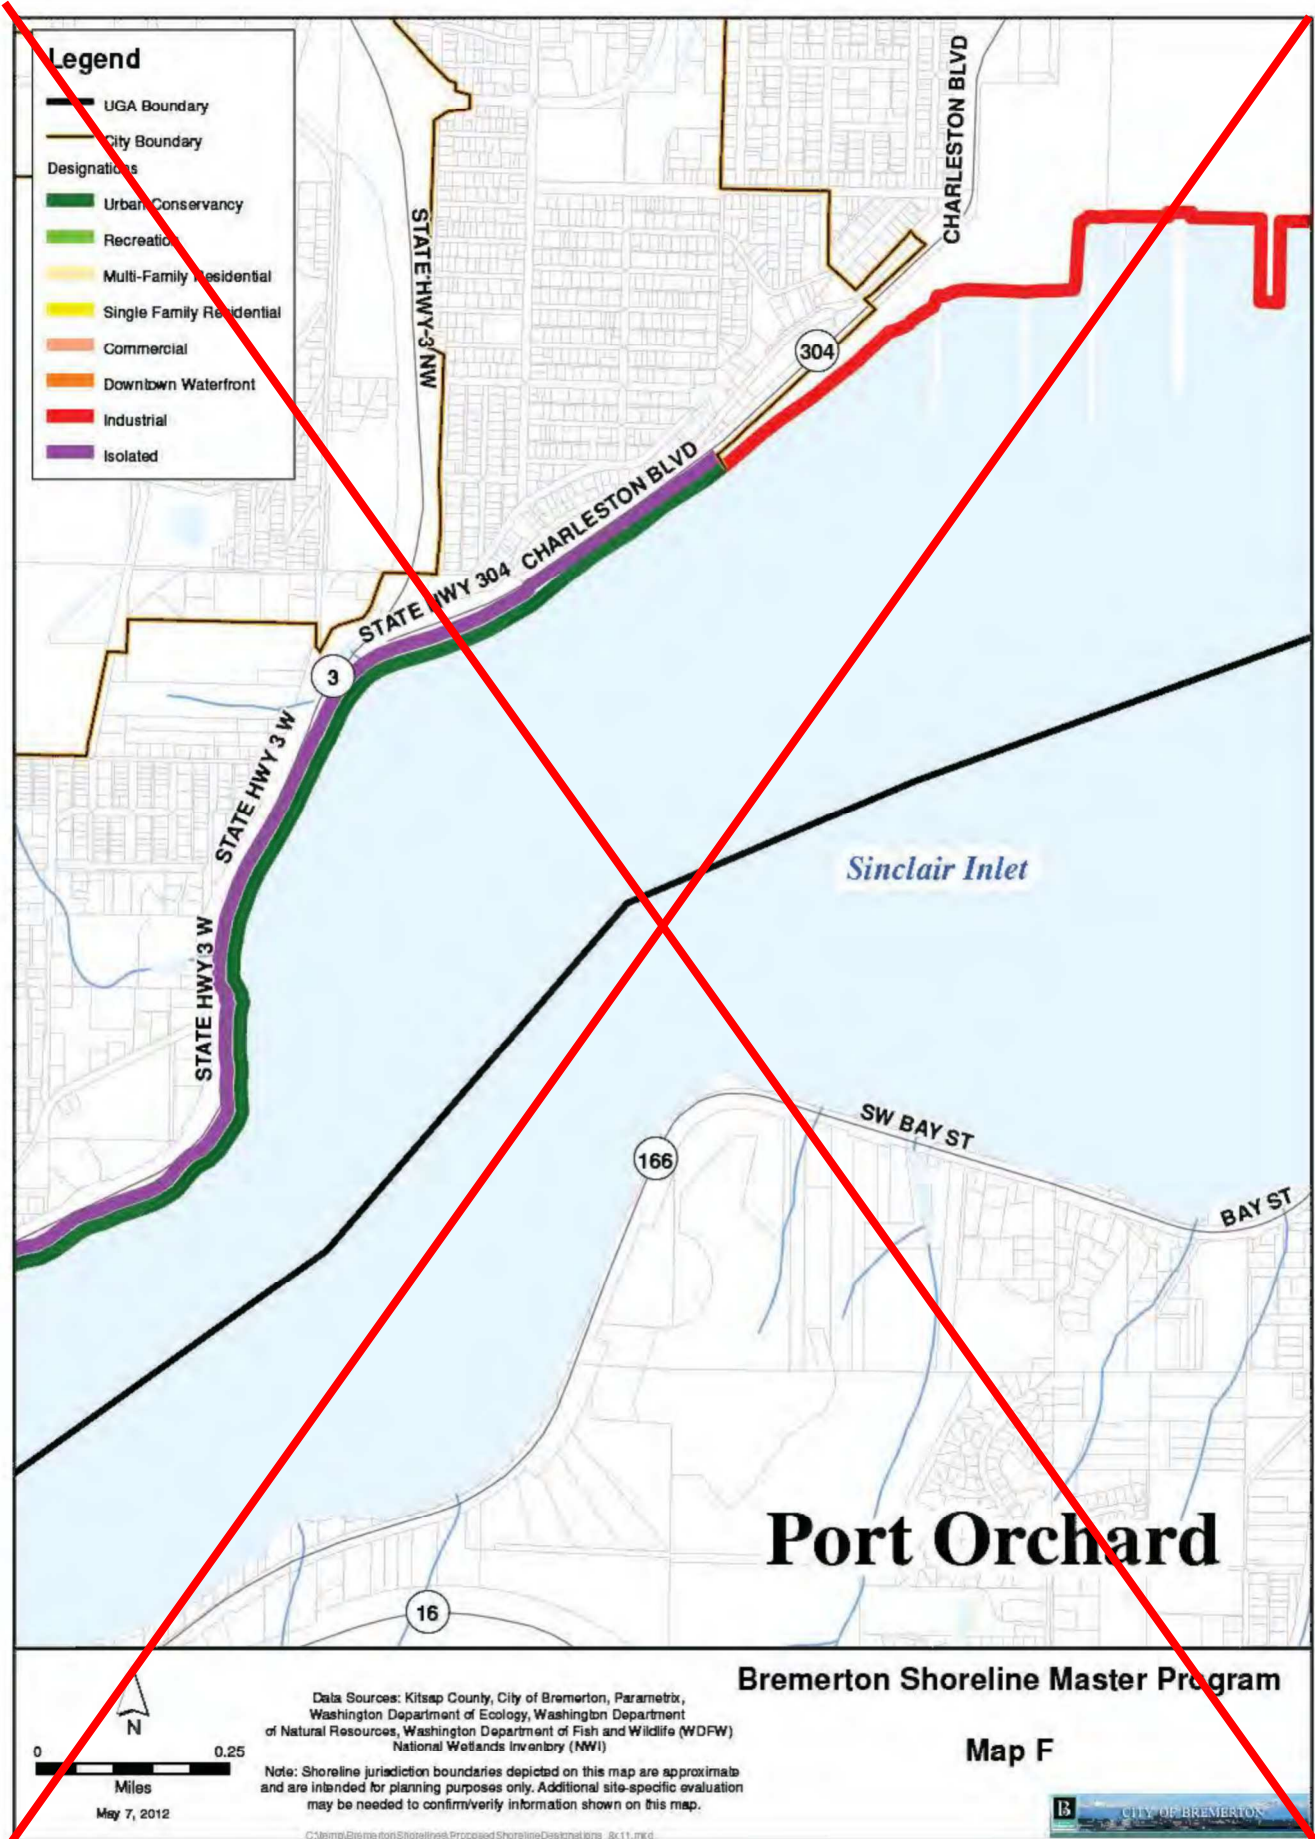 Legend
UGA Boundary
City Boundary
Designations
Urban Conservancy
Recreation
Multi-Family Residential
Single Family Residential
Commercial
Downtown Waterfront
Industrial
Isolated
CHARLESTON BLVD
STATE HWY 3 NW
304
CHARLESTON BLVD
STATE HWY 304
3
STATE HWY 3 W
Sinclair Inlet
STATE HWY 3 W
SW BAY ST
166
BAY ST
Port Orchard
16
Bremerton Shoreline Master Program
Map F
N
0 0.25
Miles
May 7, 2012
Data Sources: Kitsap County, City of Bremerton, Parametrix,
Washington Department of Ecology, Washington Department
of Natural Resources, Washington Department of Fish and Wildlife (WDFW)
National Wetlands Inventory (NWI)
Note: Shoreline jurisdiction boundaries depicted on this map are approximate
and are intended for planning purposes only. Additional site-specific evaluation
may be needed to confirm/verify information shown on this map.
B
CITY OF BREMERTON